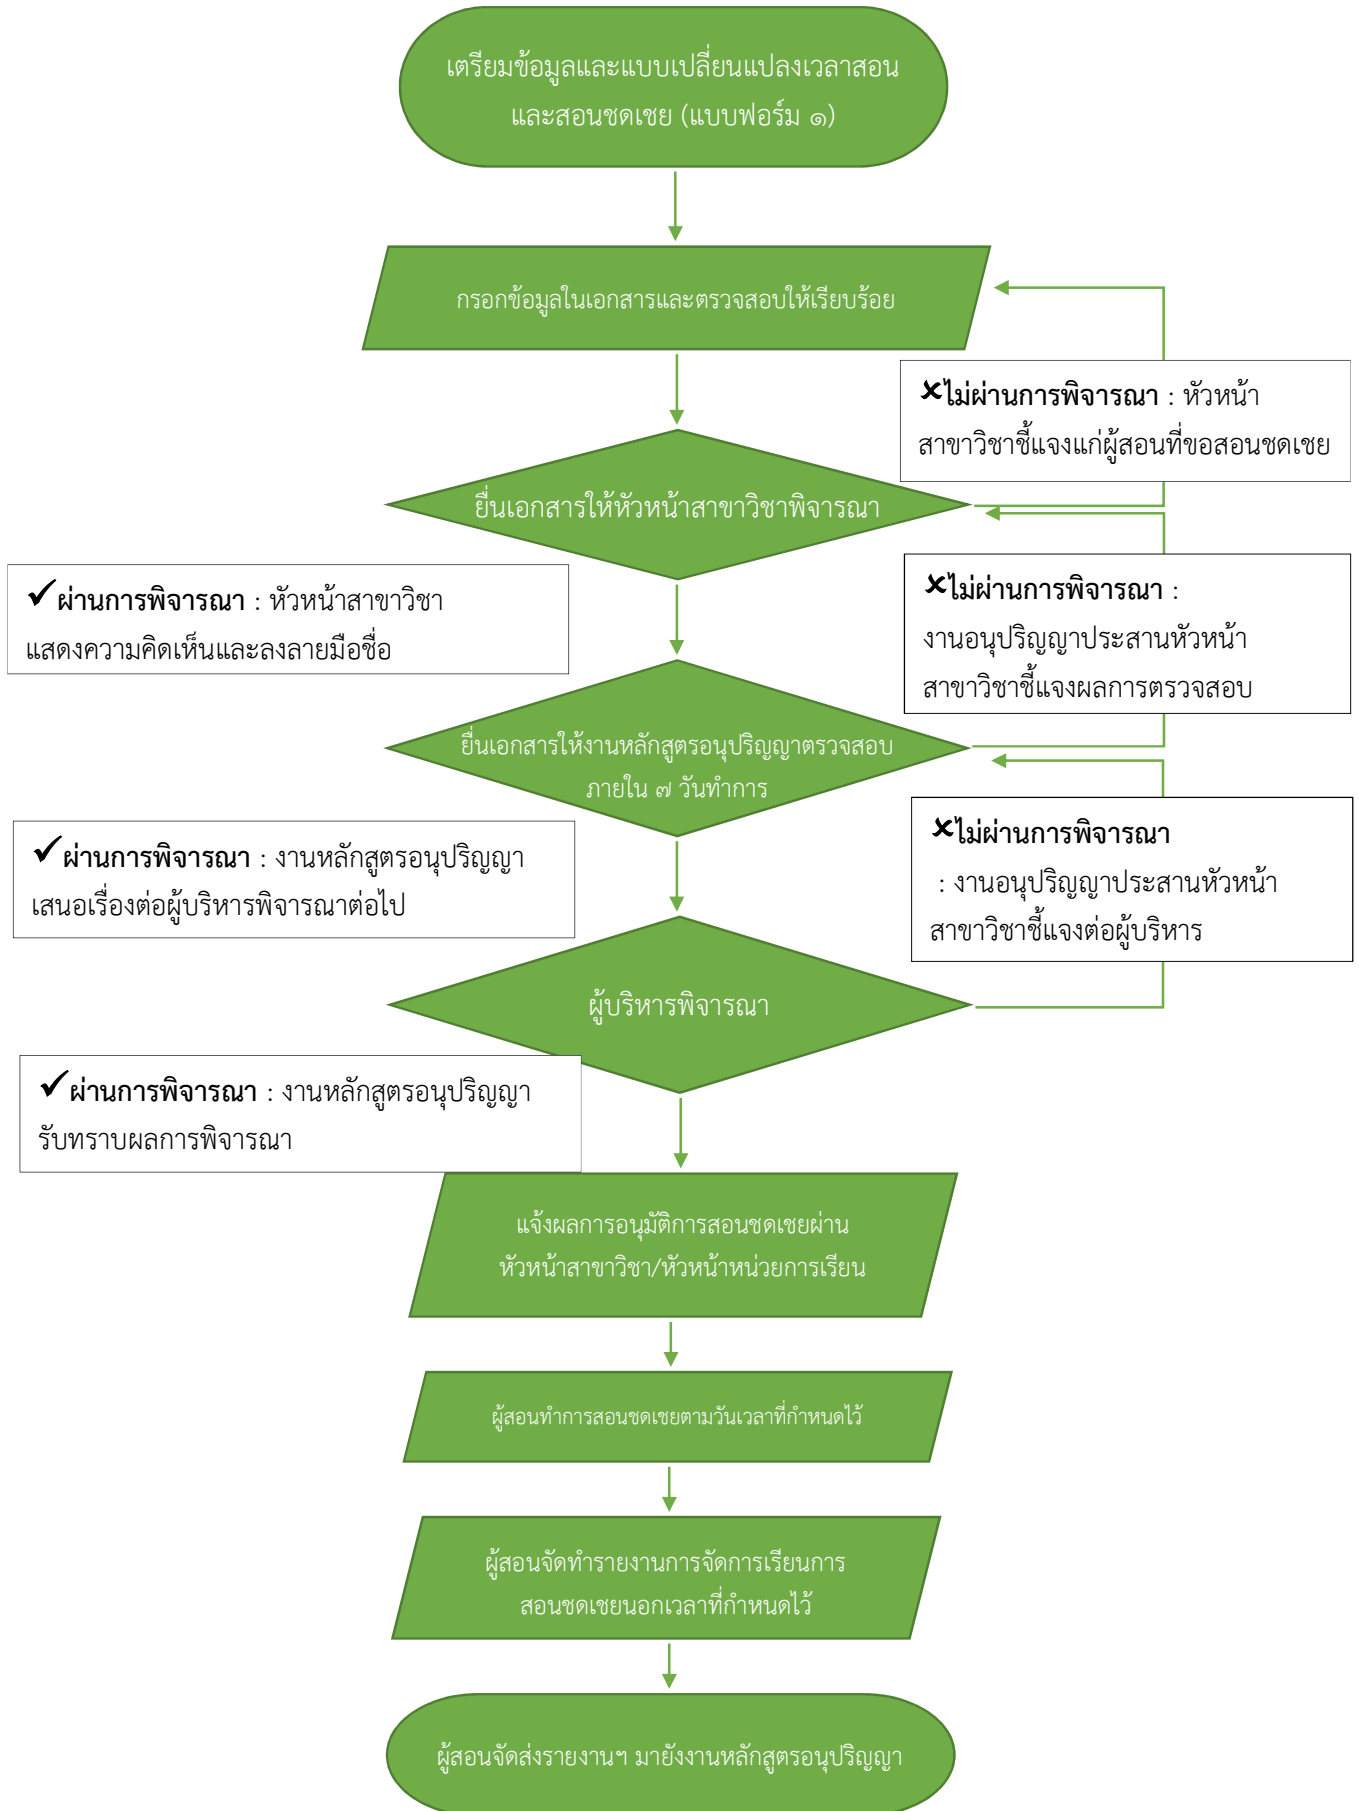 เตรียมข้อมูลและแบบเปลี่ยนแปลงเวลาสอน
และสอนชดเชย (แบบฟอร์ม ๑)
กรอกข้อมูลในเอกสารและตรวจสอบให้เรียบร้อย
✘ไม่ผ่านการพิจารณา : หัวหน้า
สาขาวิชาชี้แจงแก่ผู้สอนที่ขอสอนชดเชย
ยื่นเอกสารให้หัวหน้าสาขาวิชาพิจารณา
✓ผ่านการพิจารณา : หัวหน้าสาขาวิชา
แสดงความคิดเห็นและลงลายมือชื่อ
✘ไม่ผ่านการพิจารณา :
งานอนุปริญญาประสานหัวหน้า
สาขาวิชาชี้แจงผลการตรวจสอบ
ยื่นเอกสารให้งานหลักสูตรอนุปริญญาตรวจสอบ
ภายใน ๗ วันทำการ
✓ผ่านการพิจารณา : งานหลักสูตรอนุปริญญา
เสนอเรื่องต่อผู้บริหารพิจารณาต่อไป
✘ไม่ผ่านการพิจารณา
: งานอนุปริญญาประสานหัวหน้า
สาขาวิชาชี้แจงต่อผู้บริหาร
ผู้บริหารพิจารณา
✓ผ่านการพิจารณา : งานหลักสูตรอนุปริญญา
รับทราบผลการพิจารณา
แจ้งผลการอนุมัติการสอนชดเชยผ่าน
หัวหน้าสาขาวิชา/หัวหน้าหน่วยการเรียน
ผู้สอนทำการสอนชดเชยตามวันเวลาที่กำหนดไว้
ผู้สอนจัดทำรายงานการจัดการเรียนการ
สอนชดเชยนอกเวลาที่กำหนดไว้
ผู้สอนจัดส่งรายงานฯ มายังงานหลักสูตรอนุปริญญา